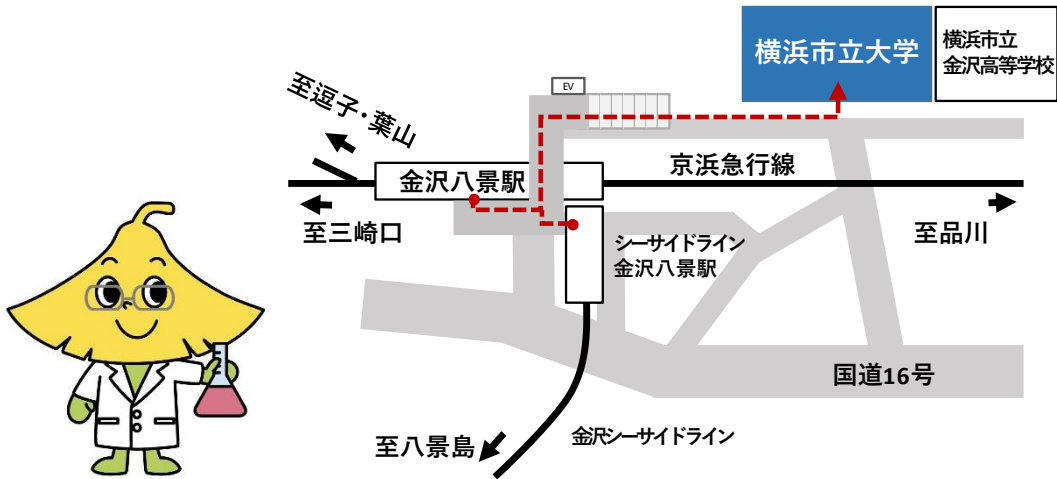 横浜市立大学
横浜市立
金沢高等学校
EV
至逗子・葉山
金沢八景駅
京浜急行線
至三崎口
至品川
シーサイドライン
金沢八景駅
国道16号
至八景島
金沢シーサイドライン